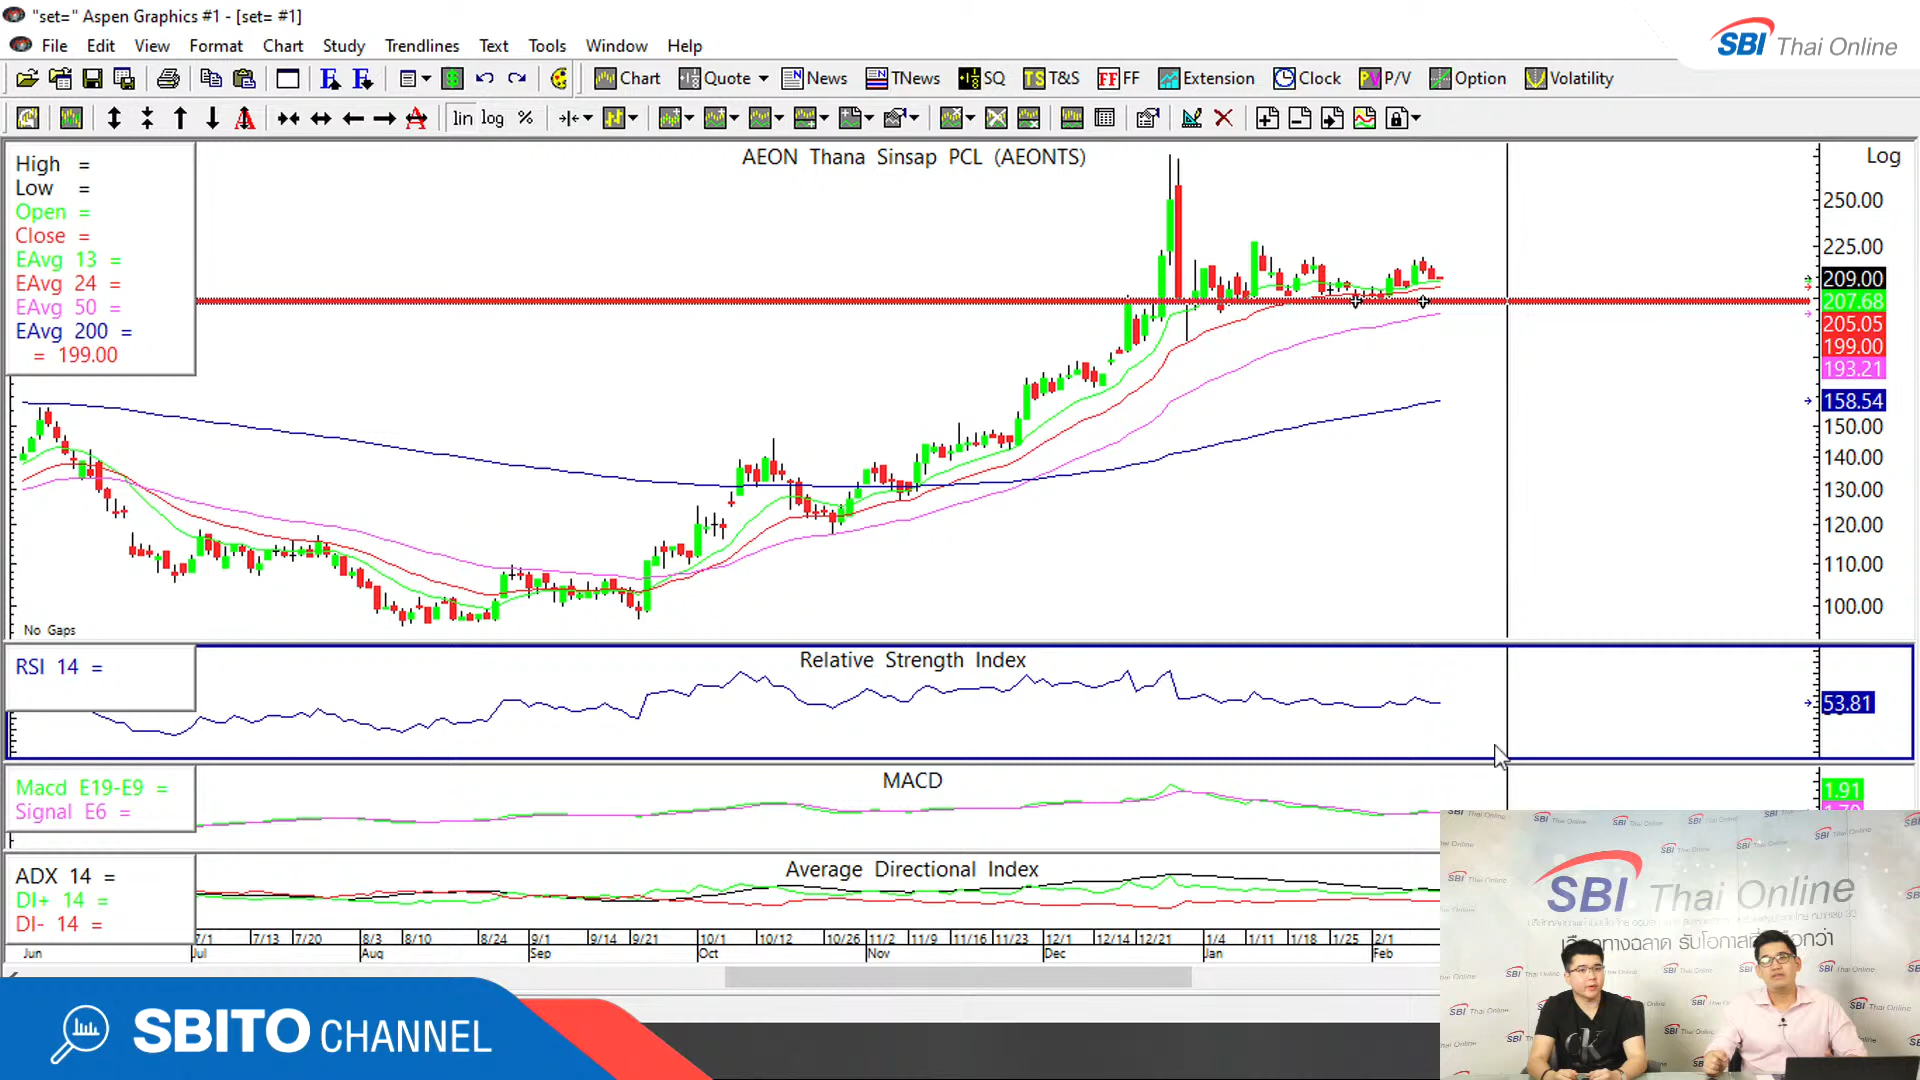 "set=" Aspen Graphics #1 - [set= #1]
File Edit View Format Chart Study Trendlines Text Tools Window Help
SBI Thai Online
Chart Quote News TNews SQ T&S FF Extension Clock P/V Option Volatility
lin log %
AEON Thana Sinsap PCL (AEONTS)
Log
High =
Low =
Open =
Close =
EAvg 13 =
EAvg 24 =
EAvg 50 =
EAvg 200 =
= 199.00
250.00
225.00
209.00
207.68
205.05
199.00
193.21
158.54
150.00
140.00
130.00
120.00
110.00
100.00
No Gaps
RSI 14 =
Relative Strength Index
53.81
Macd E19-E9 =
Signal E6 =
MACD
1.91
ADX 14 =
DI+ 14 =
DI- 14 =
Average Directional Index
7/1 7/13 7/20 8/3 8/10 8/24 9/1 9/14 9/21 10/1 10/12 10/26 11/2 11/9 11/16 11/23 12/1 12/14 12/21 1/4 1/11 1/18 1/25 2/1
Jun Jul Aug Sep Oct Nov Dec Jan Feb
SBI Thai Online
SBITO CHANNEL